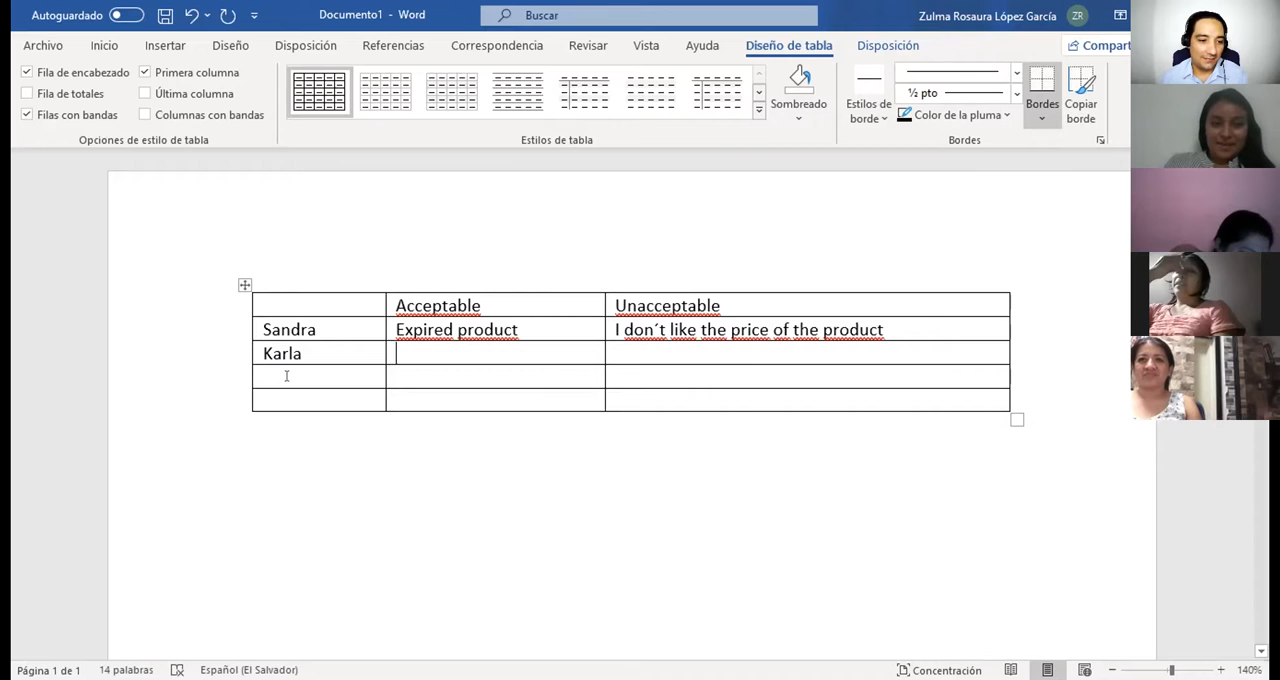 Autoguardado Documento1 - Word Buscar Zulma Rosaura López García ZR
Archivo Inicio Insertar Diseño Disposición Referencias Correspondencia Revisar Vista Ayuda Diseño de tabla Disposición Compart
Fila de encabezado Primera columna
Fila de totales Última columna
Filas con bandas Columnas con bandas
Opciones de estilo de tabla
Estilos de tabla
Sombreado
Estilos de borde
½ pto
Color de la pluma
Bordes
Copiar borde
Bordes
Acceptable Unacceptable
Sandra Expired product I don´t like the price of the product
Karla
Página 1 de 1 14 palabras Español (El Salvador) Concentración 140%